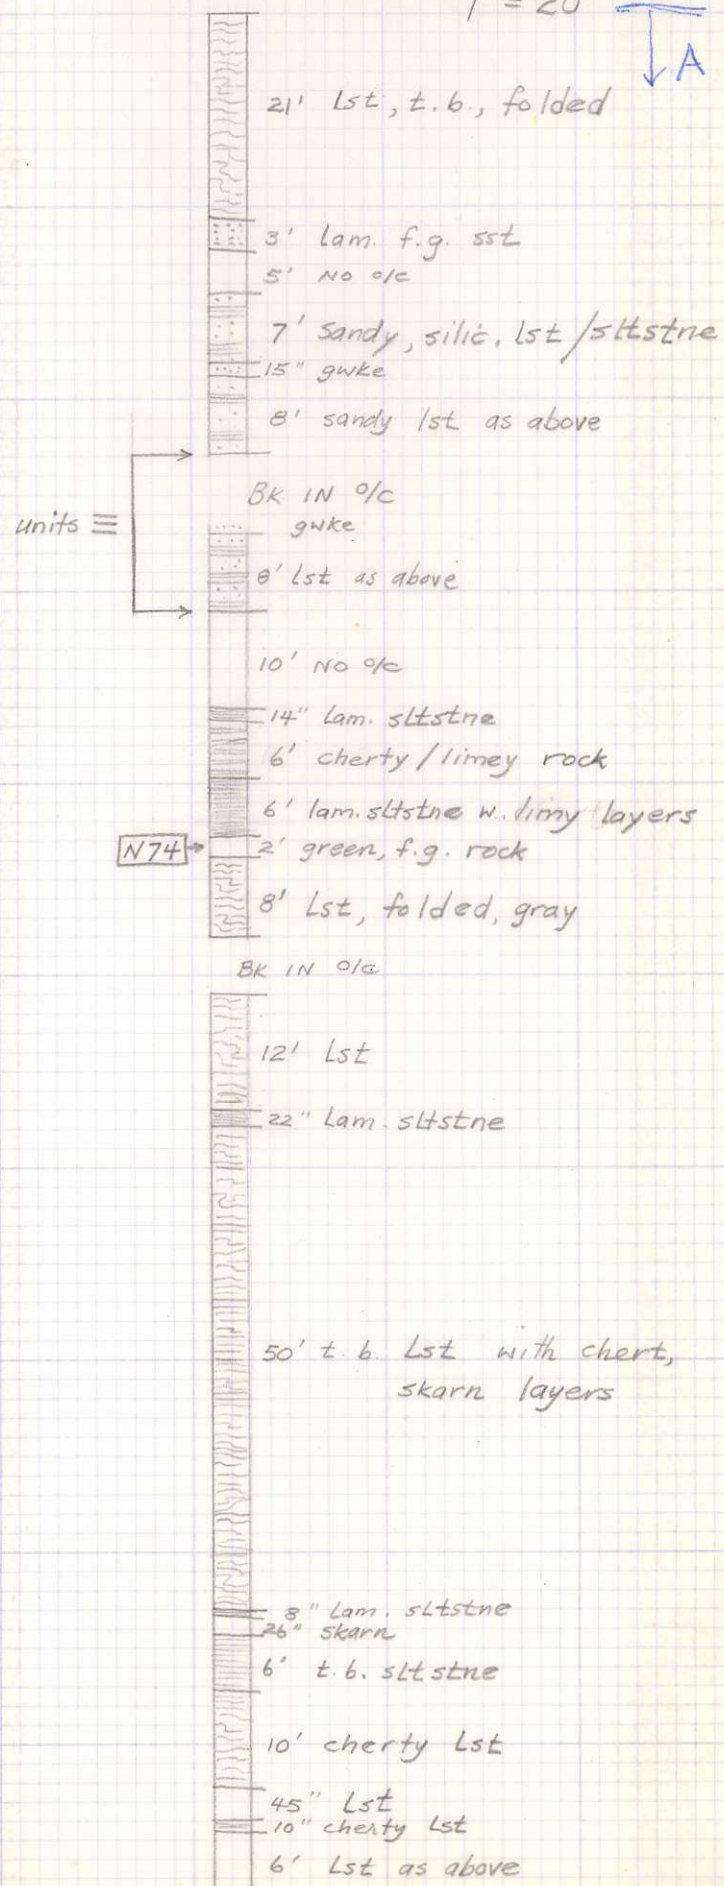 1" = 20'
A
21' Lst, t.b., folded
3' lam. f.g. sst
5' NO o/c
7' Sandy, silic. lst/sltstne
15" gwke
8' sandy lst as above
BK IN o/c
units ≡
gwke
8' lst as above
10' NO o/c
14" lam. sltstne
6' cherty/limey rock
6' lam. sltstne w. limy layers
N74
2' green, f.g. rock
8' Lst, folded, gray
BK IN o/c
12' Lst
22" Lam. sltstne
50' t.b. Lst with chert,
skarn layers
8" Lam. sltstne
26" skarn
6' t.b. sltstne
10' cherty Lst
45" Lst
10" cherty Lst
6' Lst as above